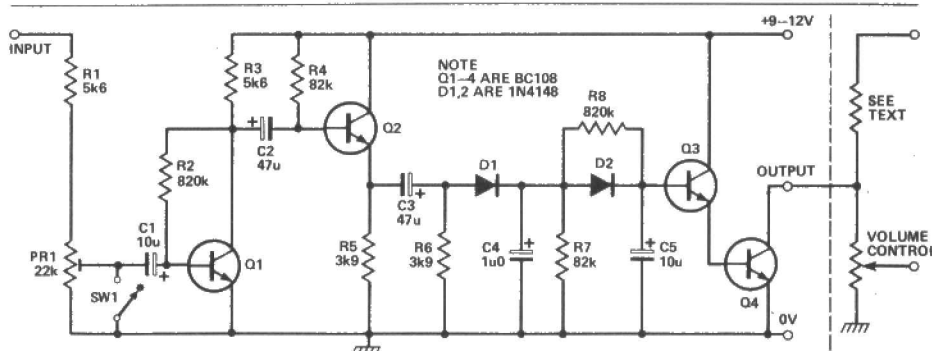 INPUT
+9–12V
R1
5k6
R3
5k6
R4
82k
NOTE
Q1–4 ARE BC108
D1,2 ARE 1N4148
SEE
TEXT
R8
820k
Q2
C2
47u
+
R2
820k
D1
D2
Q3
OUTPUT
C1
10u
+
C3
47u
+
PR1
22k
SW1
Q1
R5
3k9
R6
3k9
C4
1u0
+
R7
82k
C5
10u
+
Q4
VOLUME
CONTROL
0V